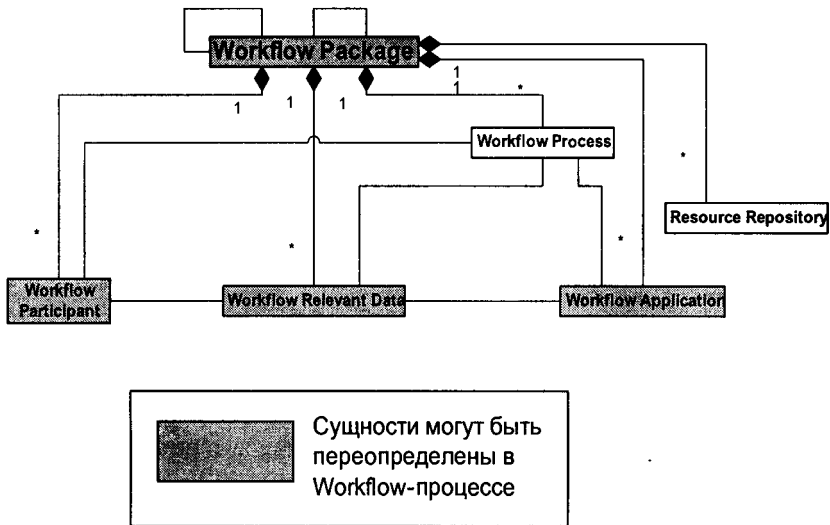 Workflow Package
1
1
1
1
1
*
Workflow Process
*
Resource Repository
*
*
*
Workflow
Participant
Workflow Relevant Data
Workflow Application
Сущности могут быть
переопределены в
Workflow-процессе